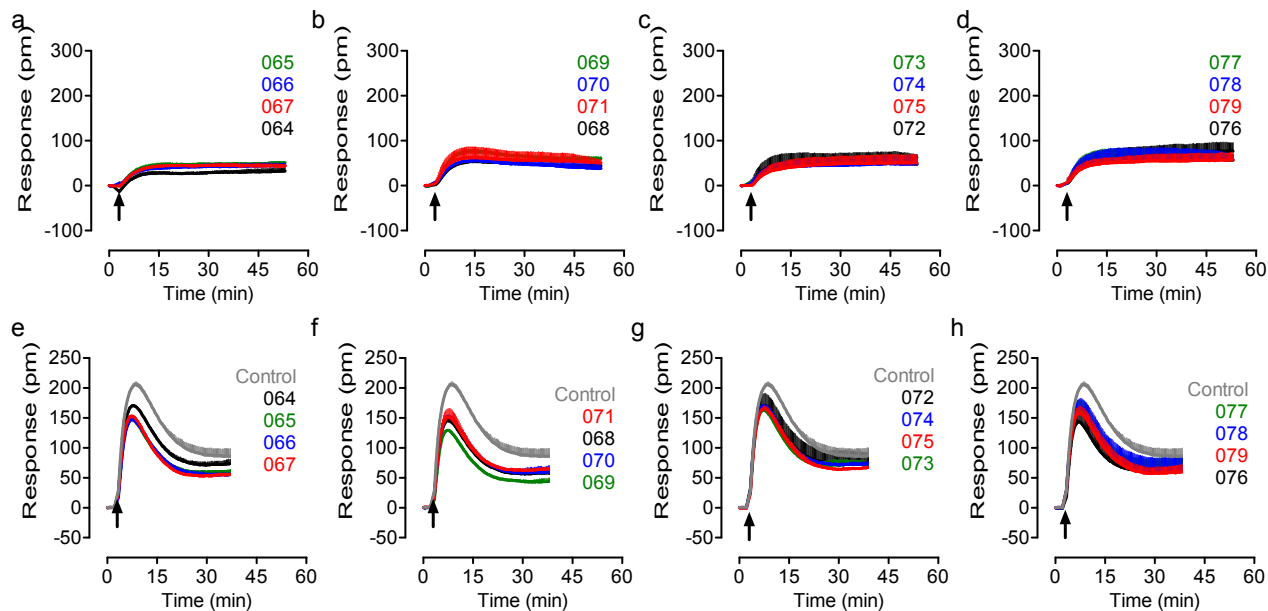 a
Response (pm)
300
200
100
0
-100
065
066
067
064
0 15 30 45 60
Time (min)
b
Response (pm)
300
200
100
0
-100
069
070
071
068
0 15 30 45 60
Time (min)
c
Response (pm)
300
200
100
0
-100
073
074
075
072
0 15 30 45 60
Time (min)
d
Response (pm)
300
200
100
0
-100
077
078
079
076
0 15 30 45 60
Time (min)
e
Response (pm)
250
200
150
100
50
0
-50
Control
064
065
066
067
0 15 30 45 60
Time (min)
f
Response (pm)
250
200
150
100
50
0
-50
Control
071
068
070
069
0 15 30 45 60
Time (min)
g
Response (pm)
250
200
150
100
50
0
-50
Control
072
074
075
073
0 15 30 45 60
Time (min)
h
Response (pm)
250
200
150
100
50
0
-50
Control
077
078
079
076
0 15 30 45 60
Time (min)